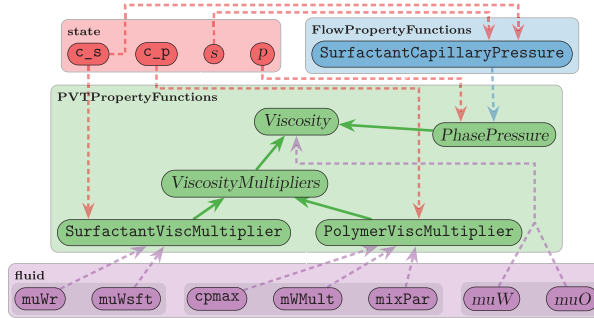 state
c_s c_p s p
FlowPropertyFunctions
SurfactantCapillaryPressure
PVTPropertyFunctions
Viscosity
PhasePressure
ViscosityMultipliers
SurfactantViscMultiplier PolymerViscMultiplier
fluid
muWr muWsft cpmax mWMult mixPar muW muO